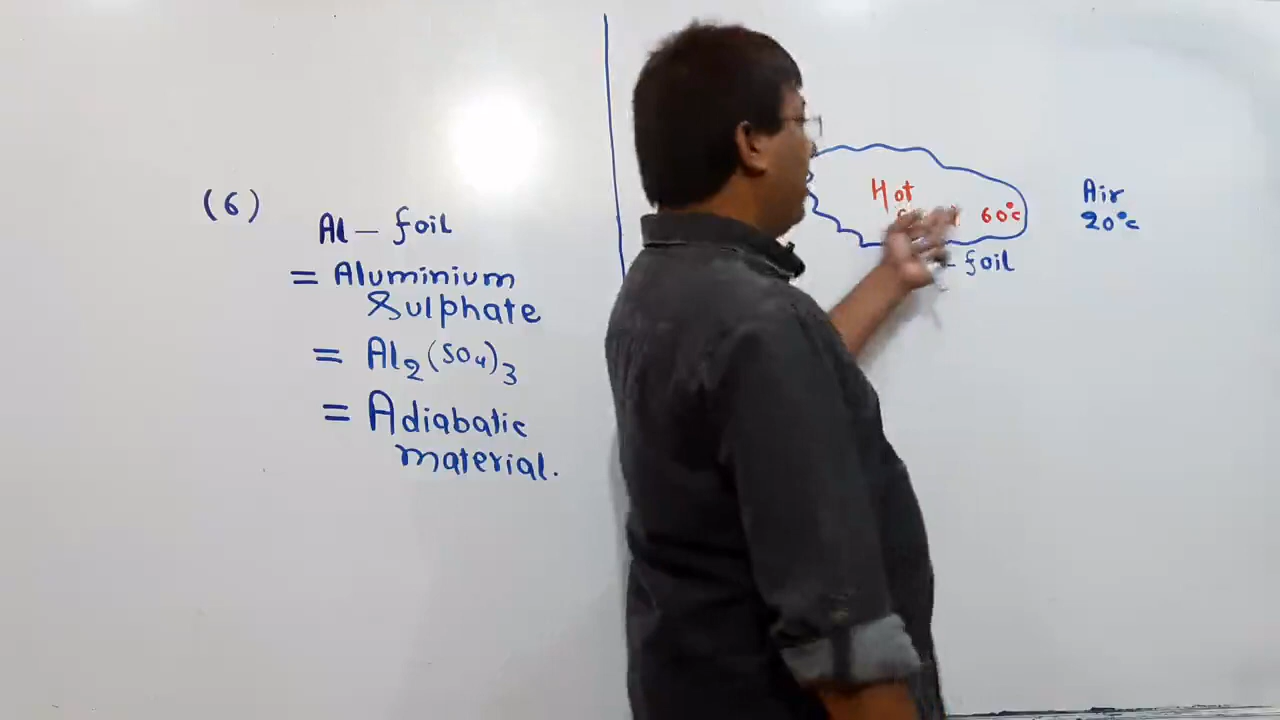 (6)
Al - foil
= Aluminium
Sulphate
= Al₂(SO₄)₃
= Adiabatic
material.
Hot
60°C
- foil
Air
20°C